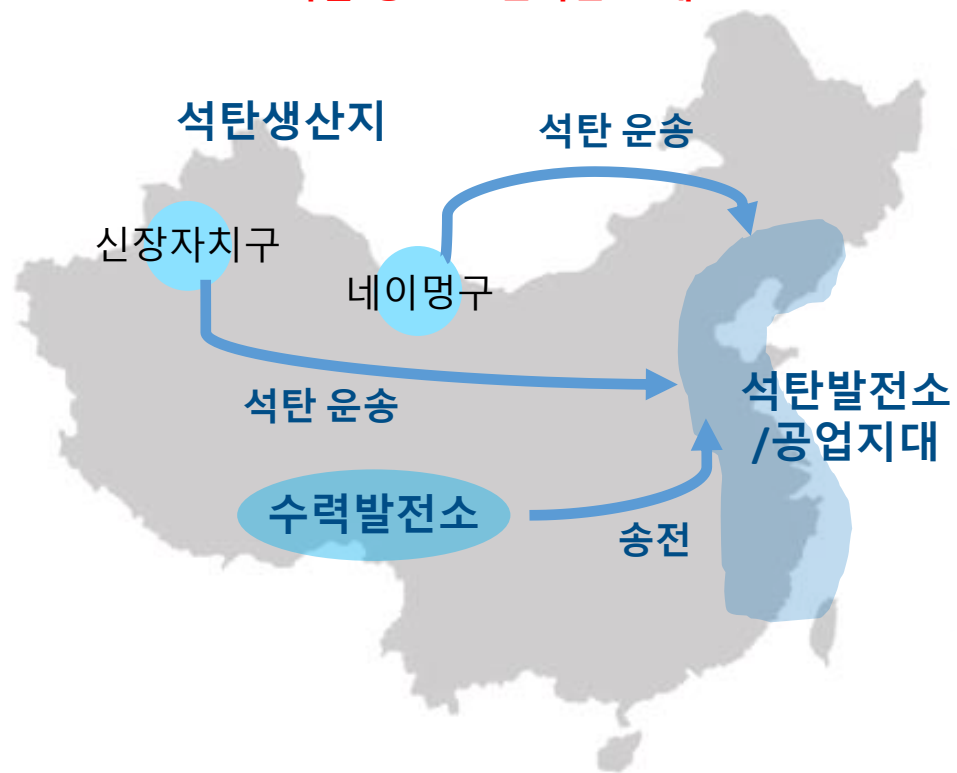 석탄생산지
석탄 운송
신장자치구
네이멍구
석탄 운송
석탄발전소
/공업지대
수력발전소
송전